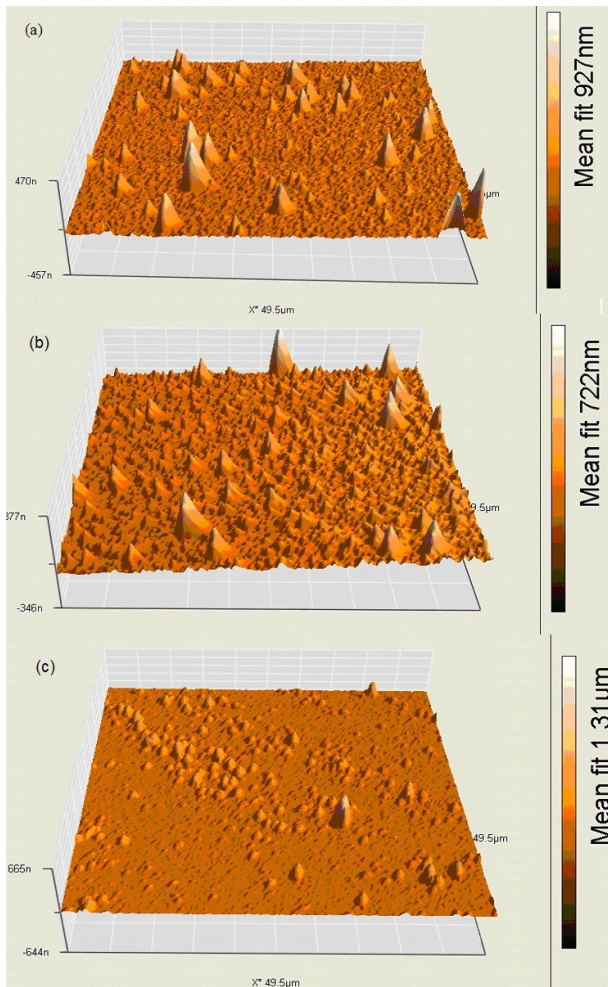 (a)
Mean fit 927nm
470n
µm
-457n
X* 49.5µm
(b)
Mean fit 722nm
377n
9.5µm
-346n
(c)
Mean fit 1,31µm
49.5µm
665n
-644n
X* 49.5µm